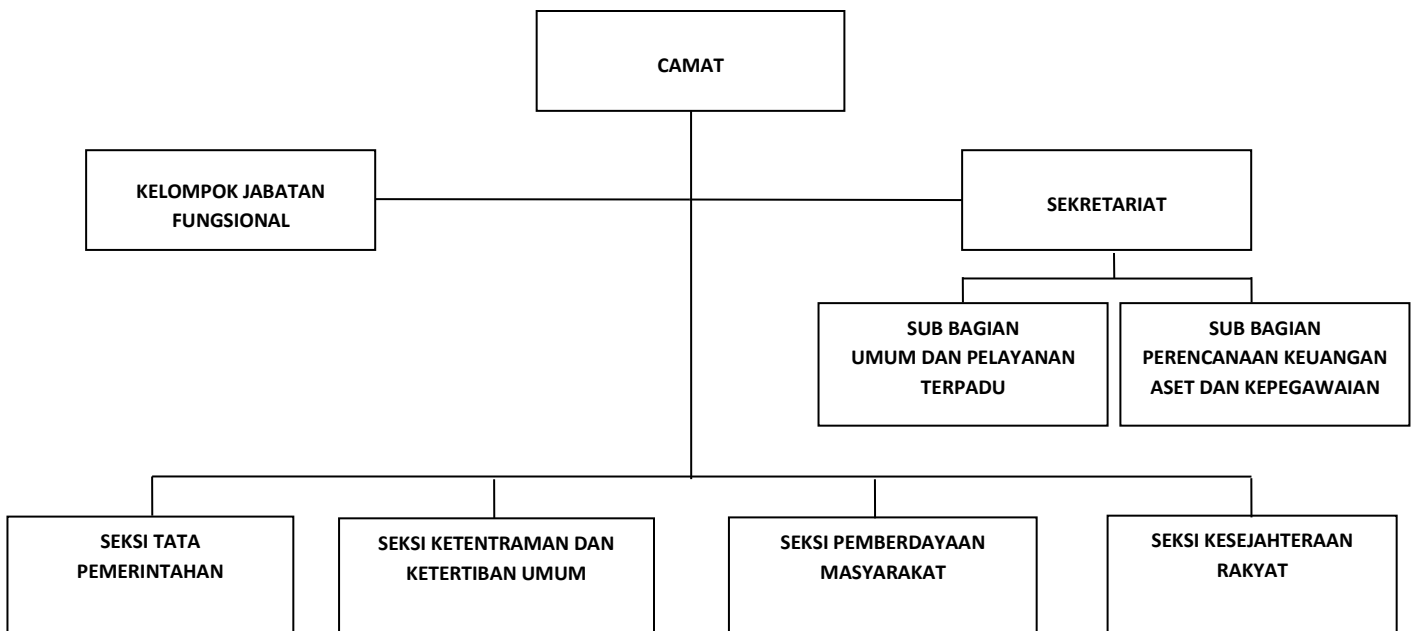 CAMAT
KELOMPOK JABATAN
FUNGSIONAL
SEKRETARIAT
SUB BAGIAN
UMUM DAN PELAYANAN
TERPADU
SUB BAGIAN
PERENCANAAN KEUANGAN
ASET DAN KEPEGAWAIAN
SEKSI TATA
PEMERINTAHAN
SEKSI KETENTRAMAN DAN
KETERTIBAN UMUM
SEKSI PEMBERDAYAAN
MASYARAKAT
SEKSI KESEJAHTERAAN
RAKYAT